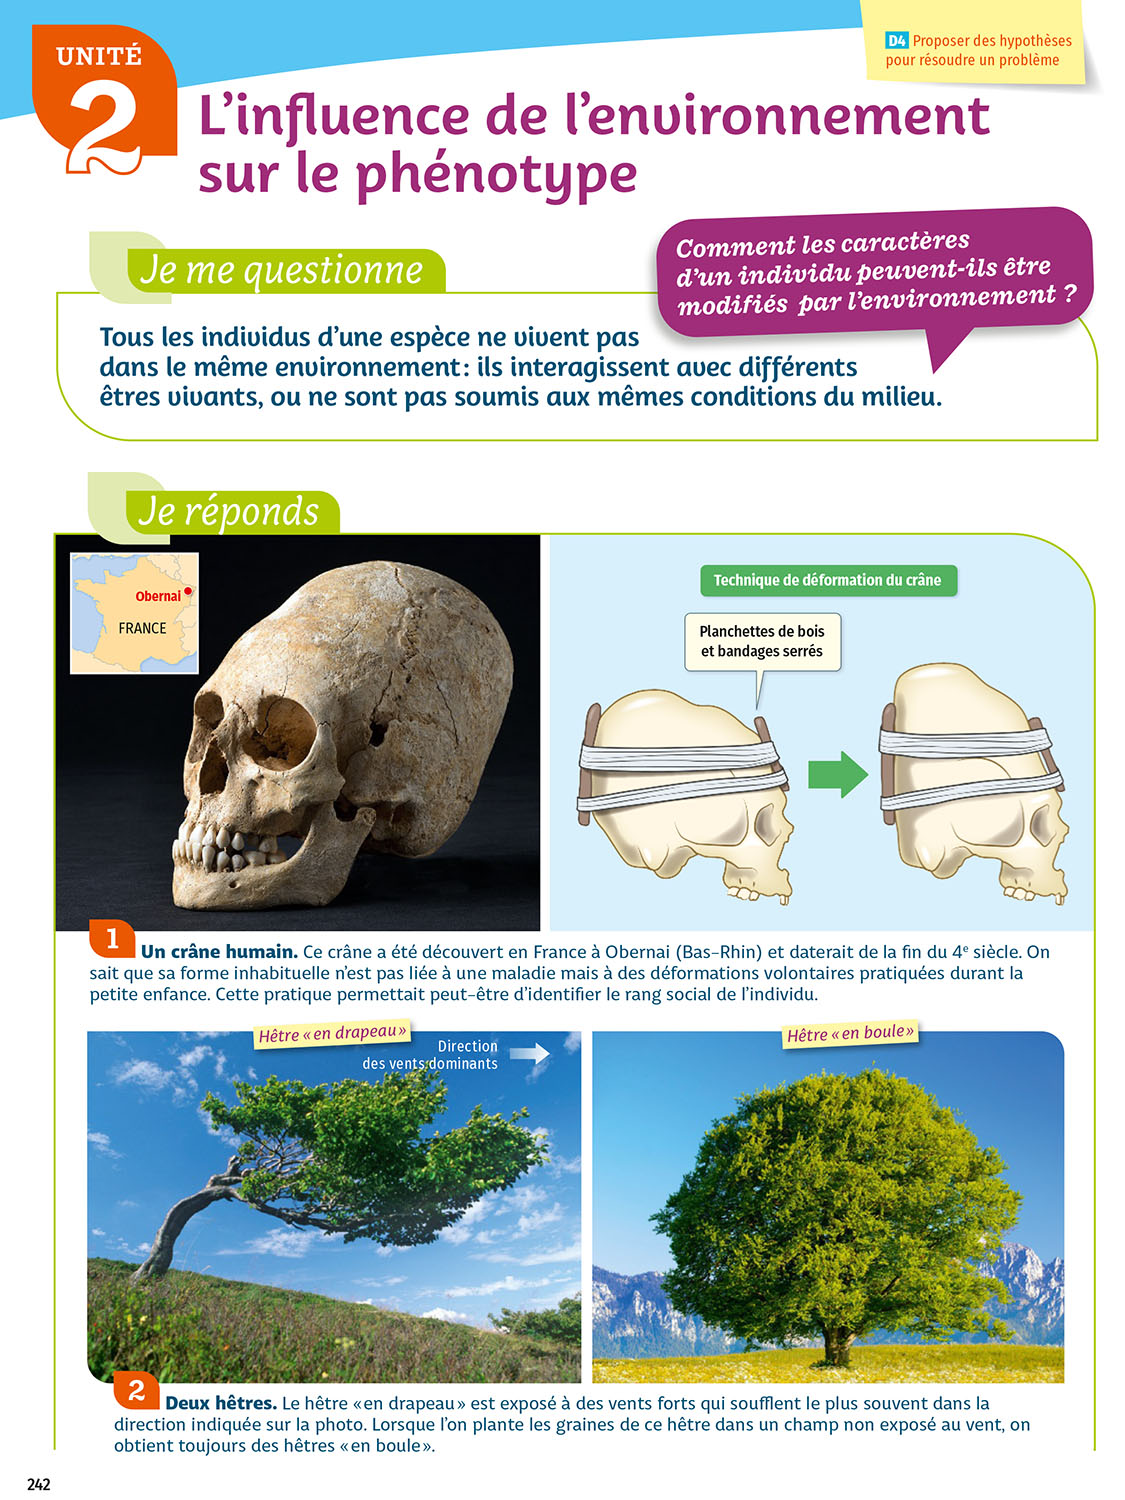 D4 Proposer des hypothèses
pour résoudre un problème
UNITÉ
2
L'influence de l'environnement
sur le phénotype
Je me questionne
Comment les caractères
d'un individu peuvent-ils être
modifiés par l'environnement ?
Tous les individus d'une espèce ne vivent pas
dans le même environnement : ils interagissent avec différents
êtres vivants, ou ne sont pas soumis aux mêmes conditions du milieu.
Je réponds
Obernai
FRANCE
Technique de déformation du crâne
Planchettes de bois
et bandages serrés
1 Un crâne humain. Ce crâne a été découvert en France à Obernai (Bas-Rhin) et daterait de la fin du 4e siècle. On
sait que sa forme inhabituelle n'est pas liée à une maladie mais à des déformations volontaires pratiquées durant la
petite enfance. Cette pratique permettait peut-être d'identifier le rang social de l'individu.
Hêtre « en drapeau »
Direction
des vents dominants
Hêtre « en boule »
2 Deux hêtres. Le hêtre « en drapeau » est exposé à des vents forts qui soufflent le plus souvent dans la
direction indiquée sur la photo. Lorsque l'on plante les graines de ce hêtre dans un champ non exposé au vent, on
obtient toujours des hêtres « en boule ».
242